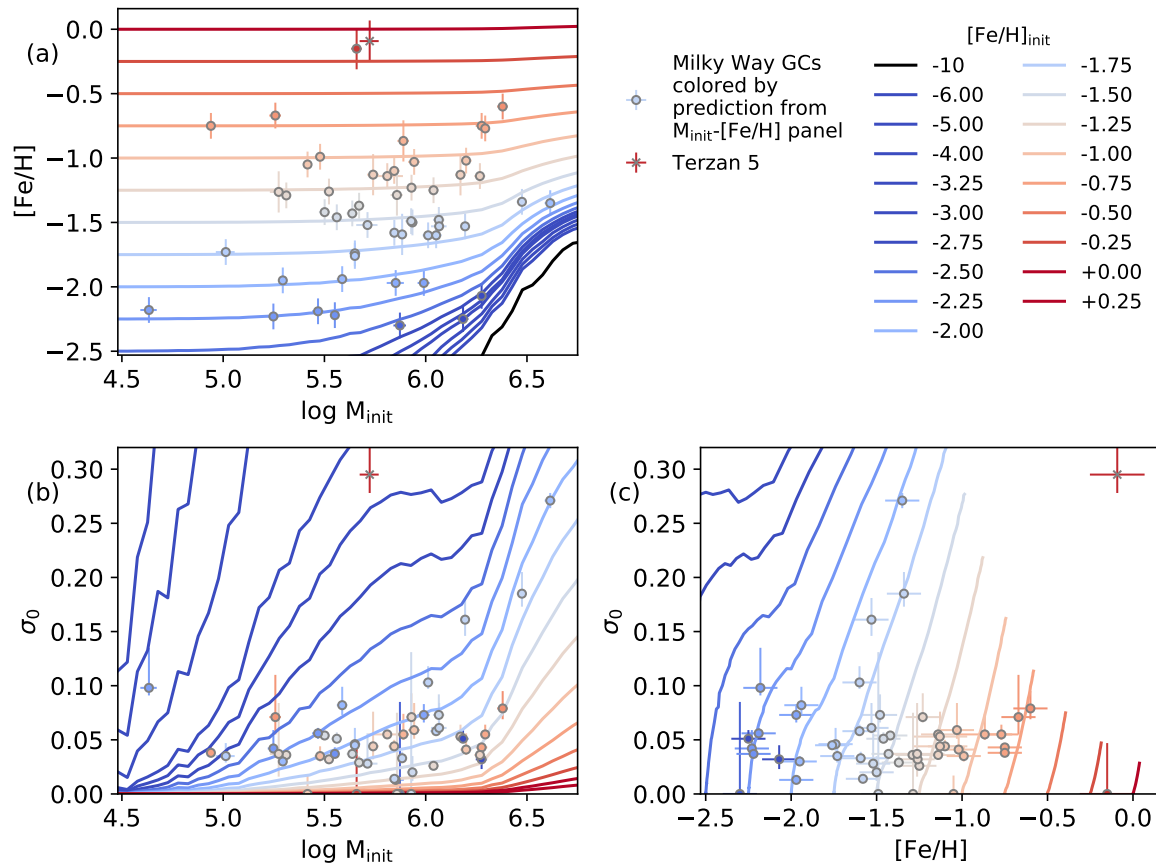 (a)
[Fe/H]
0.0
−0.5
−1.0
−1.5
−2.0
−2.5
4.5 5.0 5.5 6.0 6.5
log M_init
Milky Way GCs
colored by
prediction from
M_init-[Fe/H] panel
Terzan 5
[Fe/H]_init
-10
-6.00
-5.00
-4.00
-3.25
-3.00
-2.75
-2.50
-2.25
-2.00
-1.75
-1.50
-1.25
-1.00
-0.75
-0.50
-0.25
+0.00
+0.25
(b)
σ_0
0.30
0.25
0.20
0.15
0.10
0.05
0.00
4.5 5.0 5.5 6.0 6.5
log M_init
(c)
σ_0
0.30
0.25
0.20
0.15
0.10
0.05
0.00
−2.5 −2.0 −1.5 −1.0 −0.5 0.0
[Fe/H]